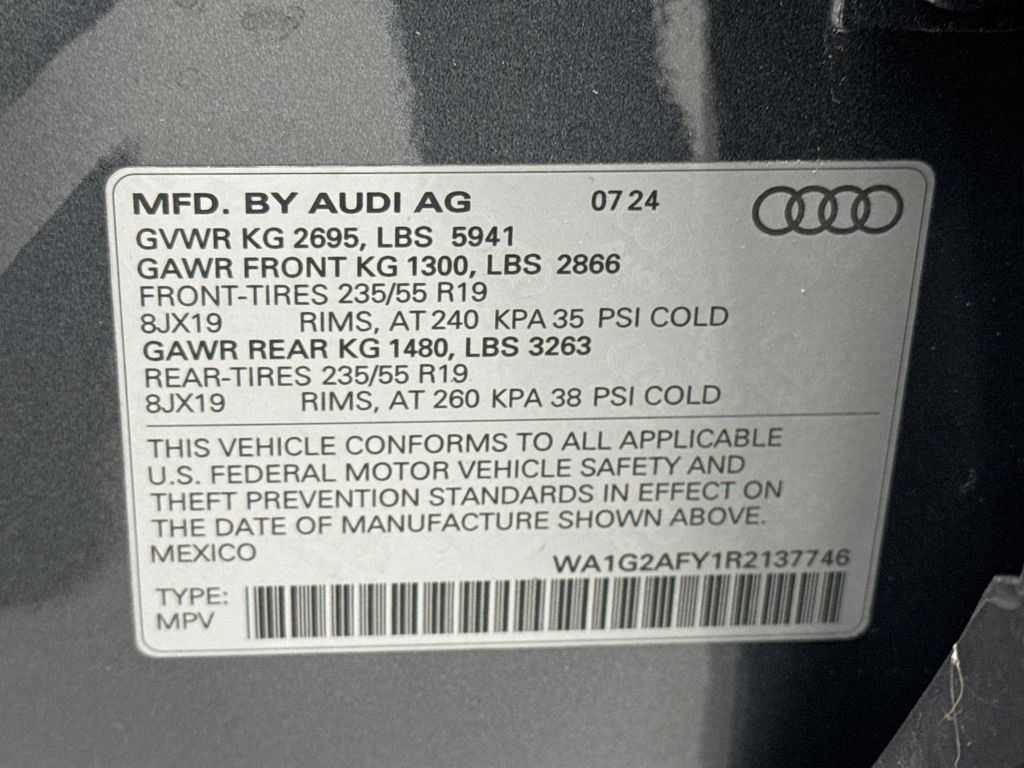 MFD. BY AUDI AG 07 24
GVWR KG 2695, LBS 5941
GAWR FRONT KG 1300, LBS 2866
FRONT-TIRES 235/55 R19
8JX19 RIMS, AT 240 KPA 35 PSI COLD
GAWR REAR KG 1480, LBS 3263
REAR-TIRES 235/55 R19
8JX19 RIMS, AT 260 KPA 38 PSI COLD
THIS VEHICLE CONFORMS TO ALL APPLICABLE
U.S. FEDERAL MOTOR VEHICLE SAFETY AND
THEFT PREVENTION STANDARDS IN EFFECT ON
THE DATE OF MANUFACTURE SHOWN ABOVE.
MEXICO WA1G2AFY1R2137746
TYPE:
MPV